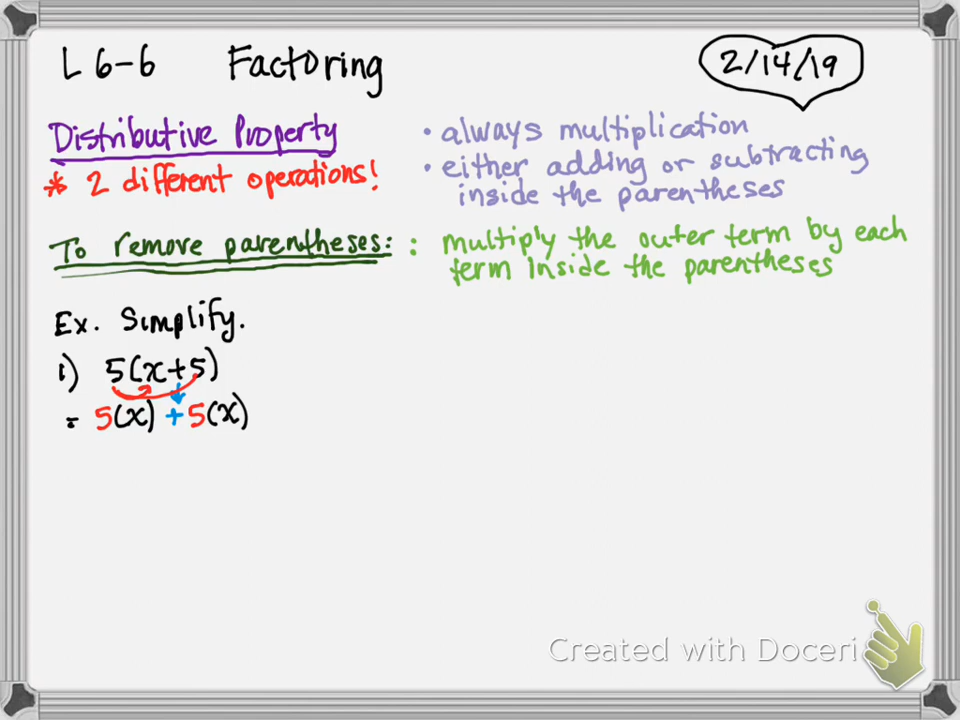 L 6-6 Factoring 2/14/19
Distributive Property
* 2 different operations!
• always multiplication
• either adding or subtracting
inside the parentheses
To remove parentheses: : multiply the outer term by each
term inside the parentheses
Ex. Simplify.
1) 5(x+5)
= 5(x) + 5(x)
Created with Doceri